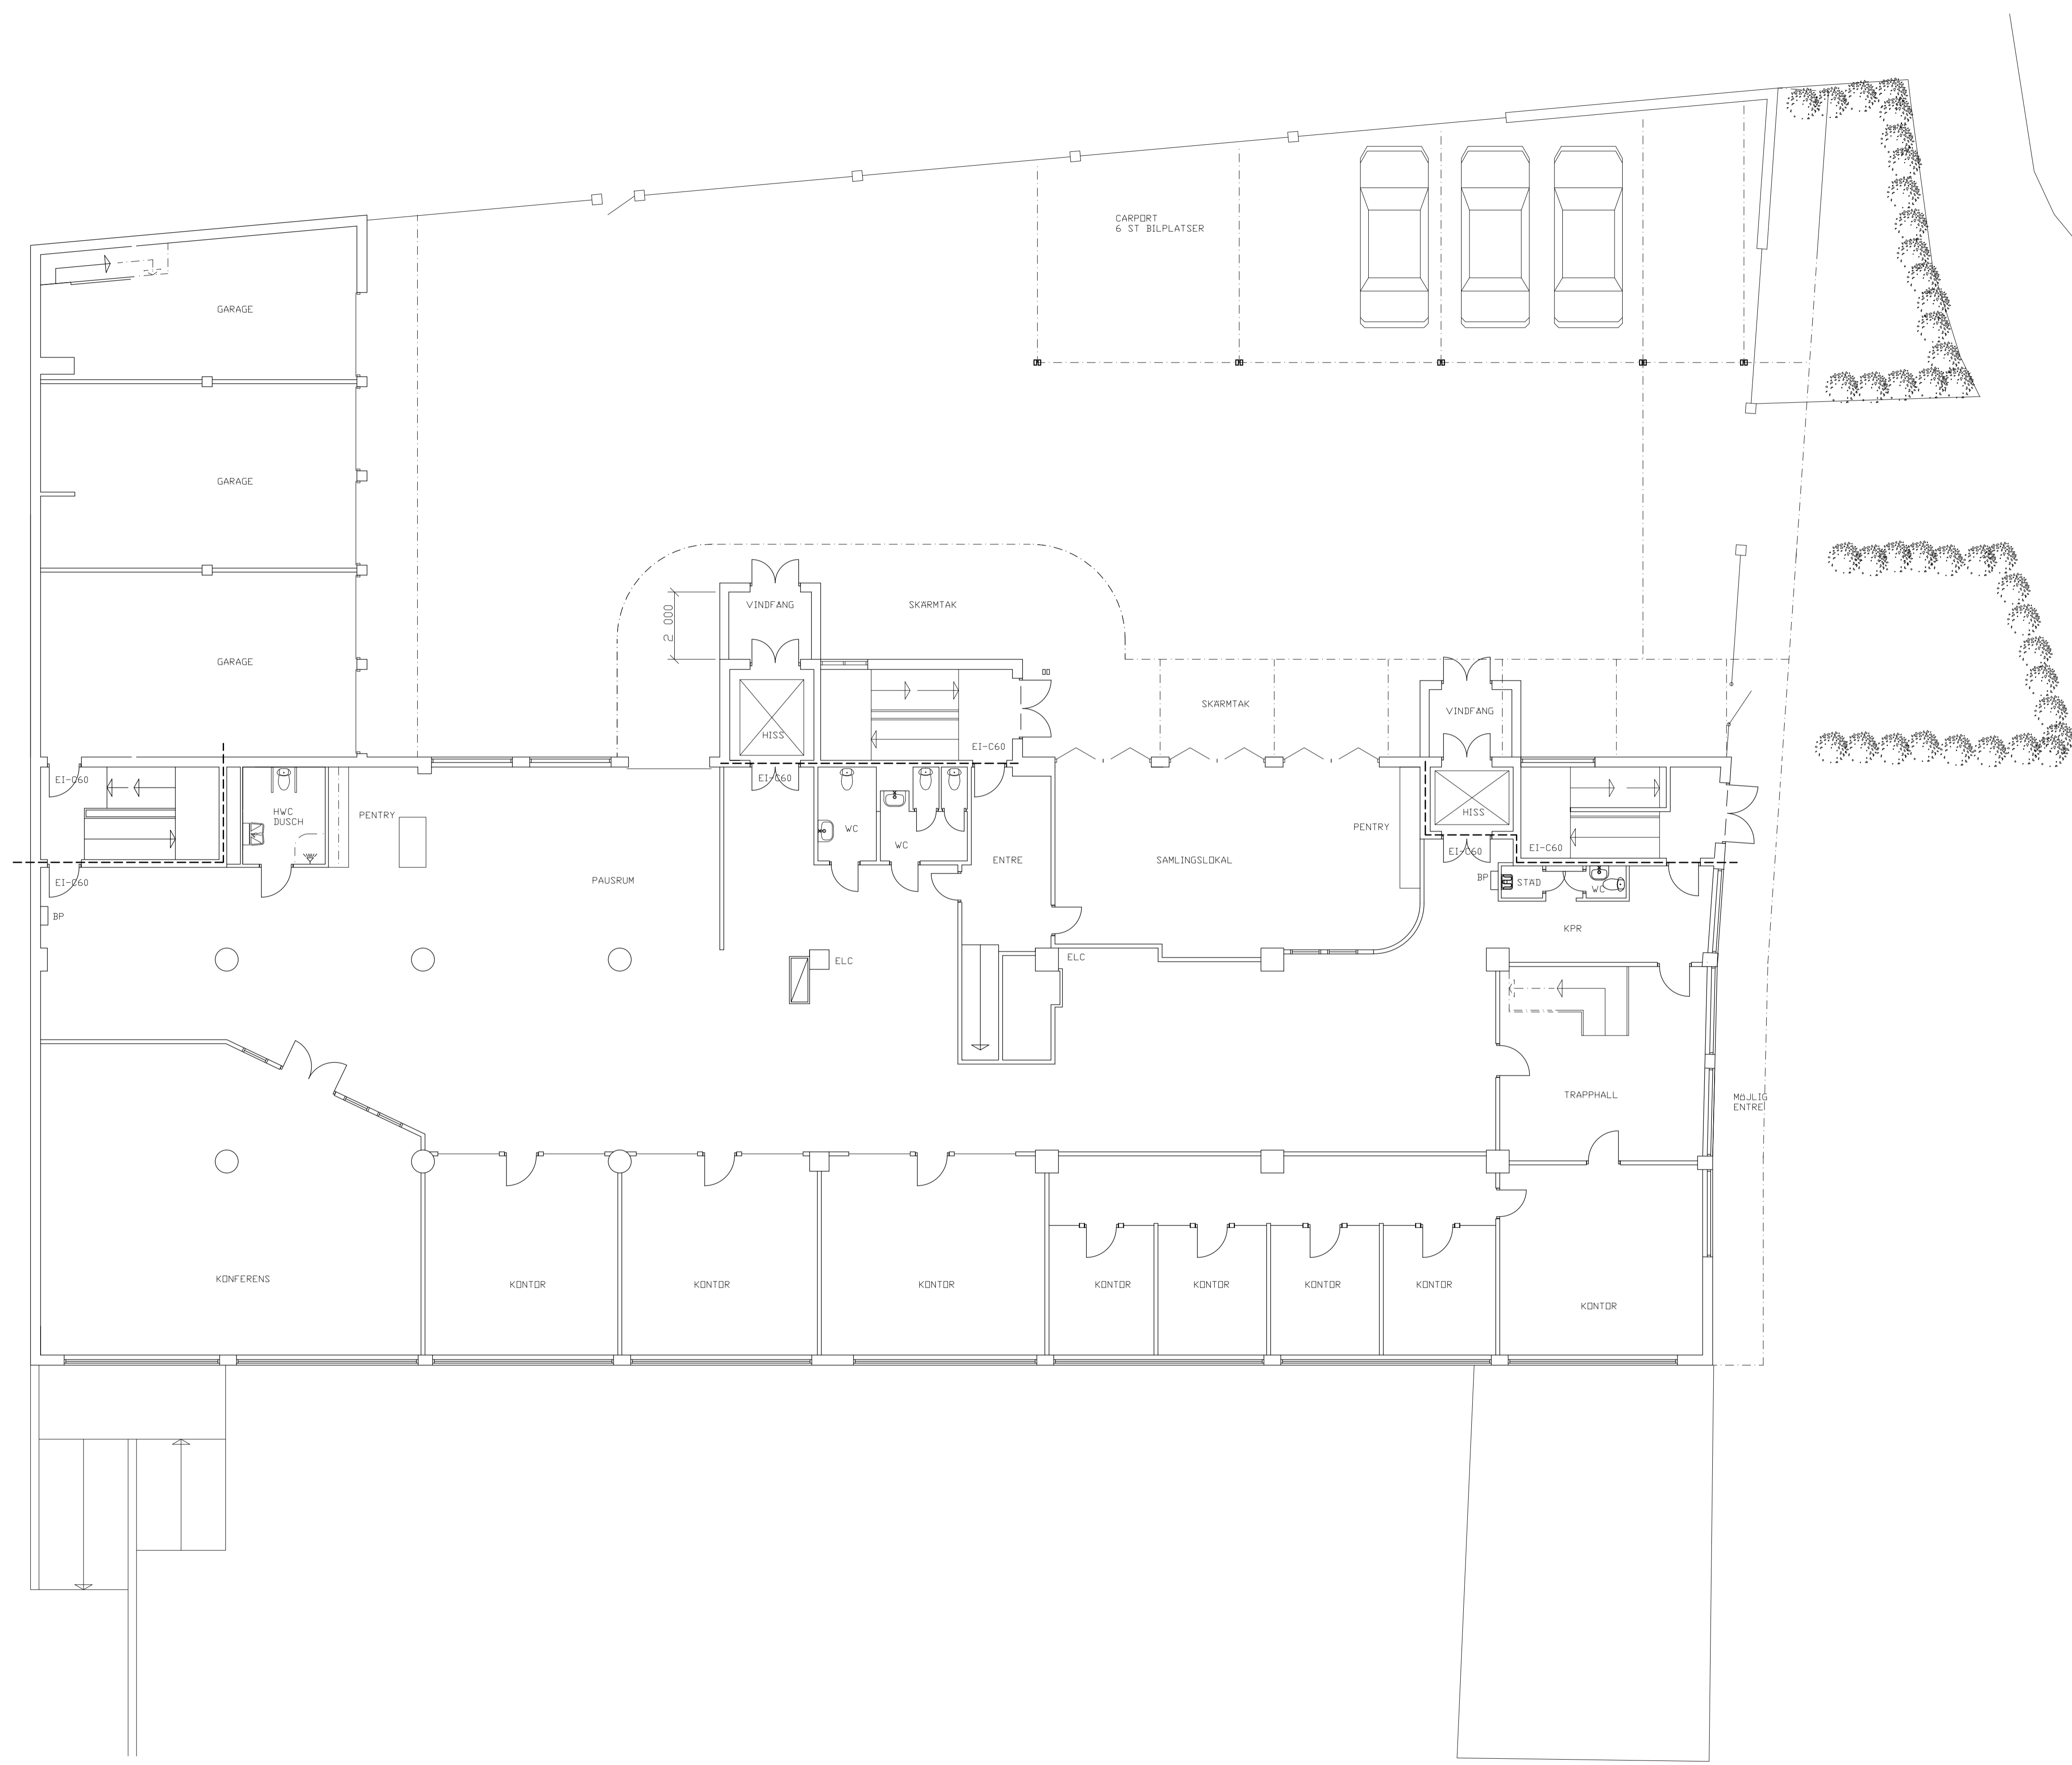 CARPORT
6 ST BILPLATSER
GARAGE
GARAGE
GARAGE
2 000
VINDFÅNG
SKÄRMTAK
SKÄRMTAK
VINDFÅNG
HISS
EI-C60
EI-C60
EI-C60
HWC
DUSCH
PENTRY
WC
WC
ENTRE
SAMLINGSLOKAL
PENTRY
HISS
EI-C60
EI-C60
EI-C60
BP
PAUSRUM
BP
STÄD
WC
KPR
ELC
ELC
TRAPPHALL
MÖJLIG
ENTRE
KONFERENS
KONTOR
KONTOR
KONTOR
KONTOR
KONTOR
KONTOR
KONTOR
KONTOR